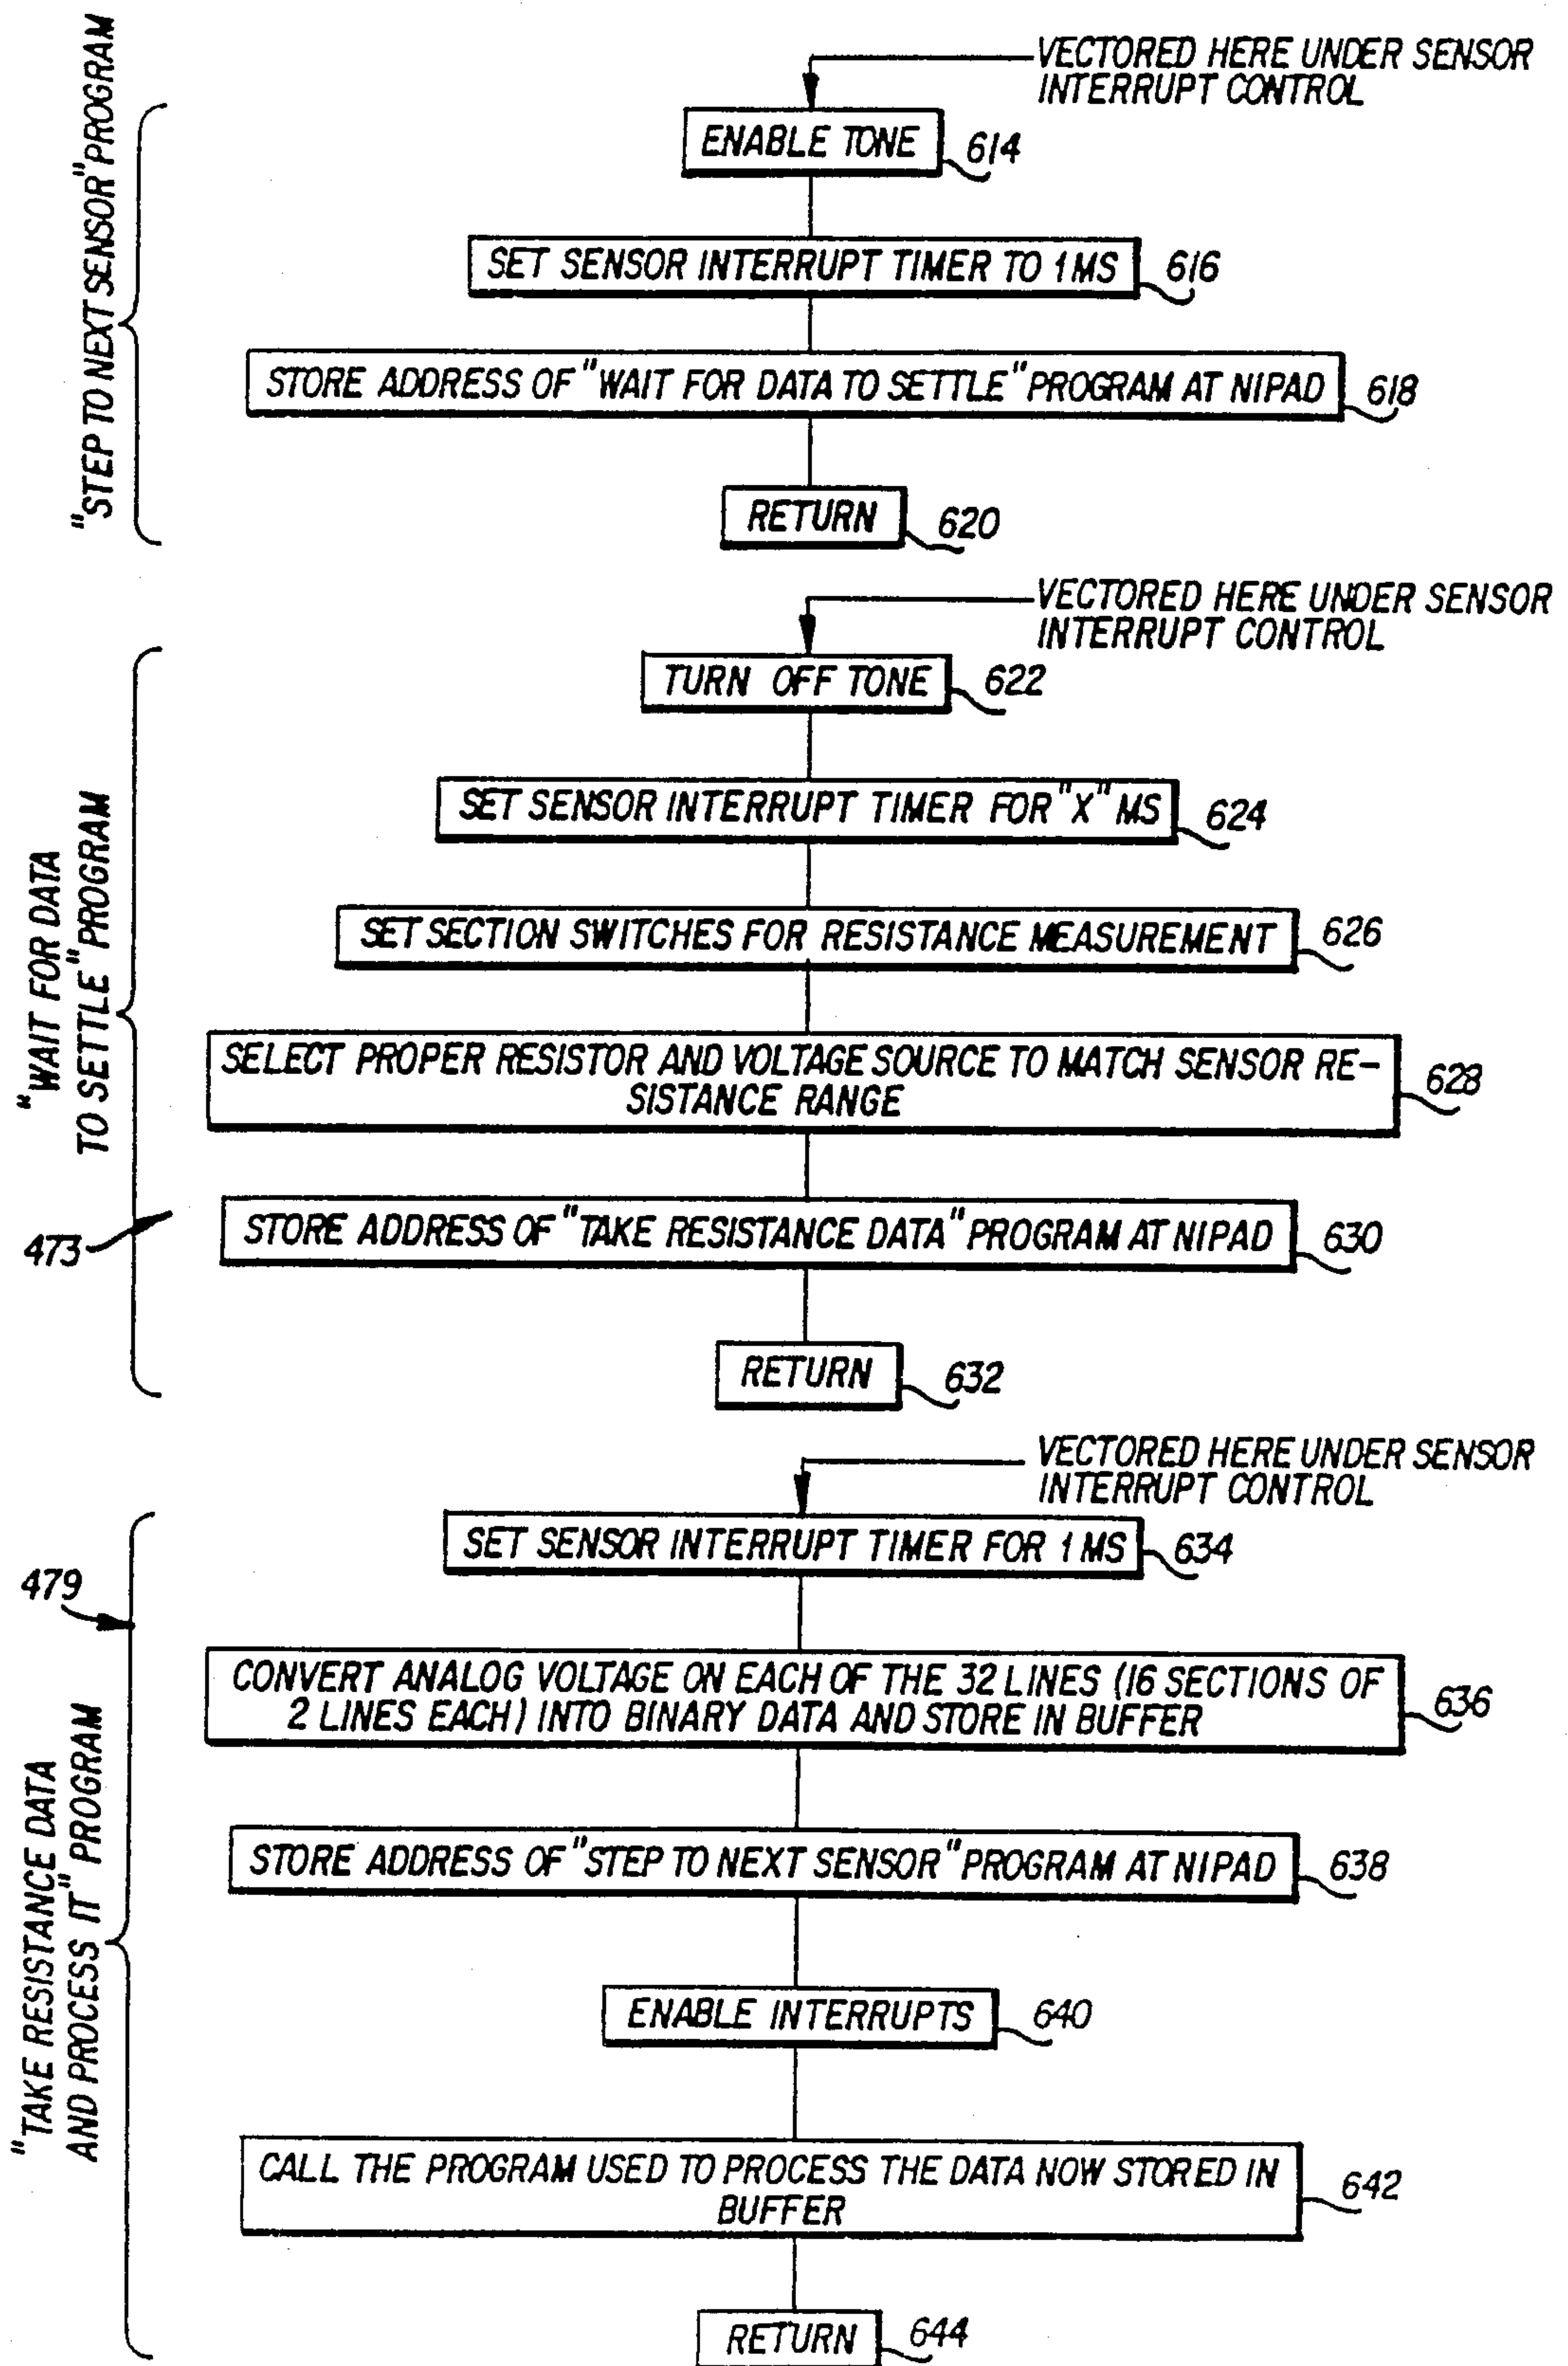 "STEP TO NEXT SENSOR" PROGRAM
VECTORED HERE UNDER SENSOR
INTERRUPT CONTROL
ENABLE TONE
614
SET SENSOR INTERRUPT TIMER TO 1 MS
616
STORE ADDRESS OF "WAIT FOR DATA TO SETTLE" PROGRAM AT NIPAD
618
RETURN
620
"WAIT FOR DATA
TO SETTLE" PROGRAM
473
VECTORED HERE UNDER SENSOR
INTERRUPT CONTROL
TURN OFF TONE
622
SET SENSOR INTERRUPT TIMER FOR "X" MS
624
SET SECTION SWITCHES FOR RESISTANCE MEASUREMENT
626
SELECT PROPER RESISTOR AND VOLTAGE SOURCE TO MATCH SENSOR RE-
SISTANCE RANGE
628
STORE ADDRESS OF "TAKE RESISTANCE DATA" PROGRAM AT NIPAD
630
RETURN
632
"TAKE RESISTANCE DATA
AND PROCESS IT" PROGRAM
479
VECTORED HERE UNDER SENSOR
INTERRUPT CONTROL
SET SENSOR INTERRUPT TIMER FOR 1 MS
634
CONVERT ANALOG VOLTAGE ON EACH OF THE 32 LINES (16 SECTIONS OF
2 LINES EACH) INTO BINARY DATA AND STORE IN BUFFER
636
STORE ADDRESS OF "STEP TO NEXT SENSOR" PROGRAM AT NIPAD
638
ENABLE INTERRUPTS
640
CALL THE PROGRAM USED TO PROCESS THE DATA NOW STORED IN
BUFFER
642
RETURN
644